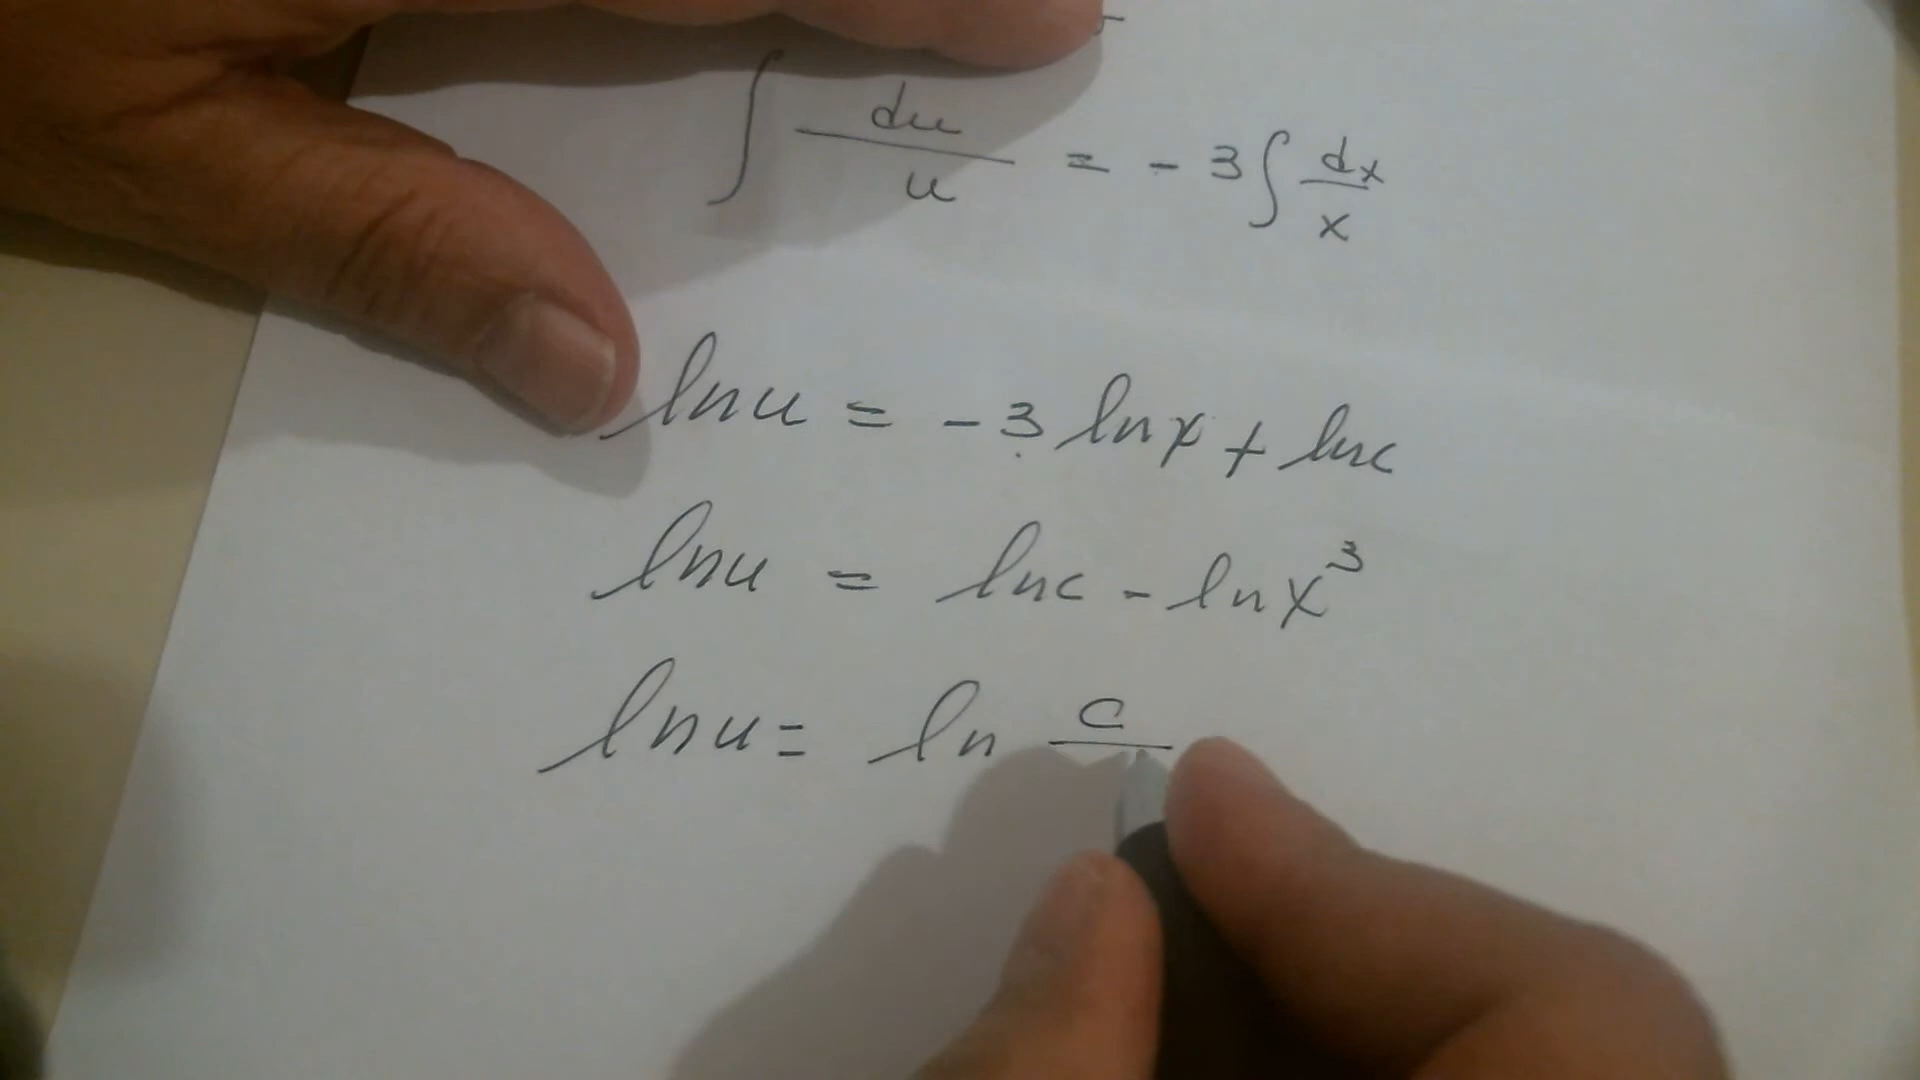 ∫ du/u = - 3 ∫ dx/x
ln u = - 3 ln x + ln c
ln u = ln c - ln x³
ln u = ln c